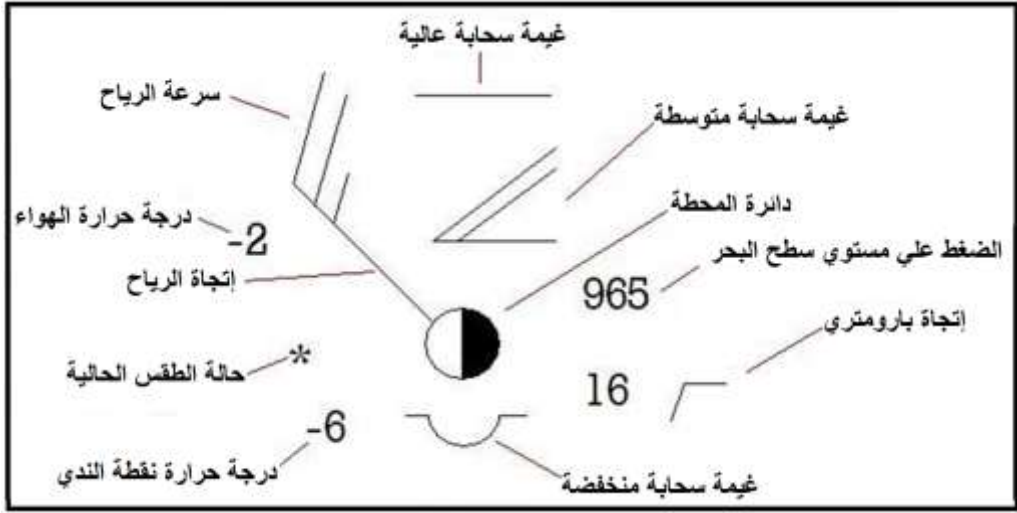 غيمة سحابة عالية
سرعة الرياح
غيمة سحابة متوسطة
دائرة المحطة
درجة حرارة الهواء
-2
الضغط علي مستوي سطح البحر
إتجاة الرياح
965
إتجاة بارومتري
*
حالة الطقس الحالية
16
-6
درجة حرارة نقطة الندي
غيمة سحابة منخفضة